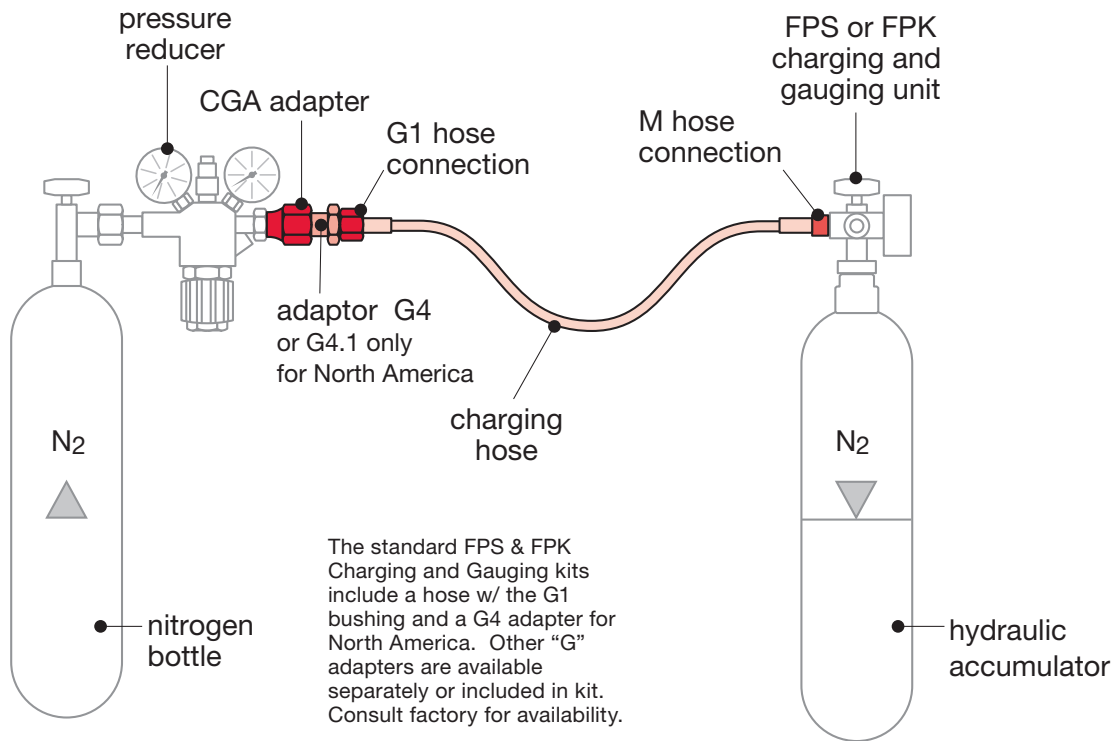 pressure
reducer
CGA adapter
G1 hose
connection
FPS or FPK
charging and
gauging unit
M hose
connection
adaptor  G4
or G4.1 only
for North America
charging
hose
N2
N2
The standard FPS & FPK
Charging and Gauging kits
include a hose w/ the G1
bushing and a G4 adapter for
North America.  Other “G”
adapters are available
separately or included in kit.
Consult factory for availability.
nitrogen
bottle
hydraulic
accumulator